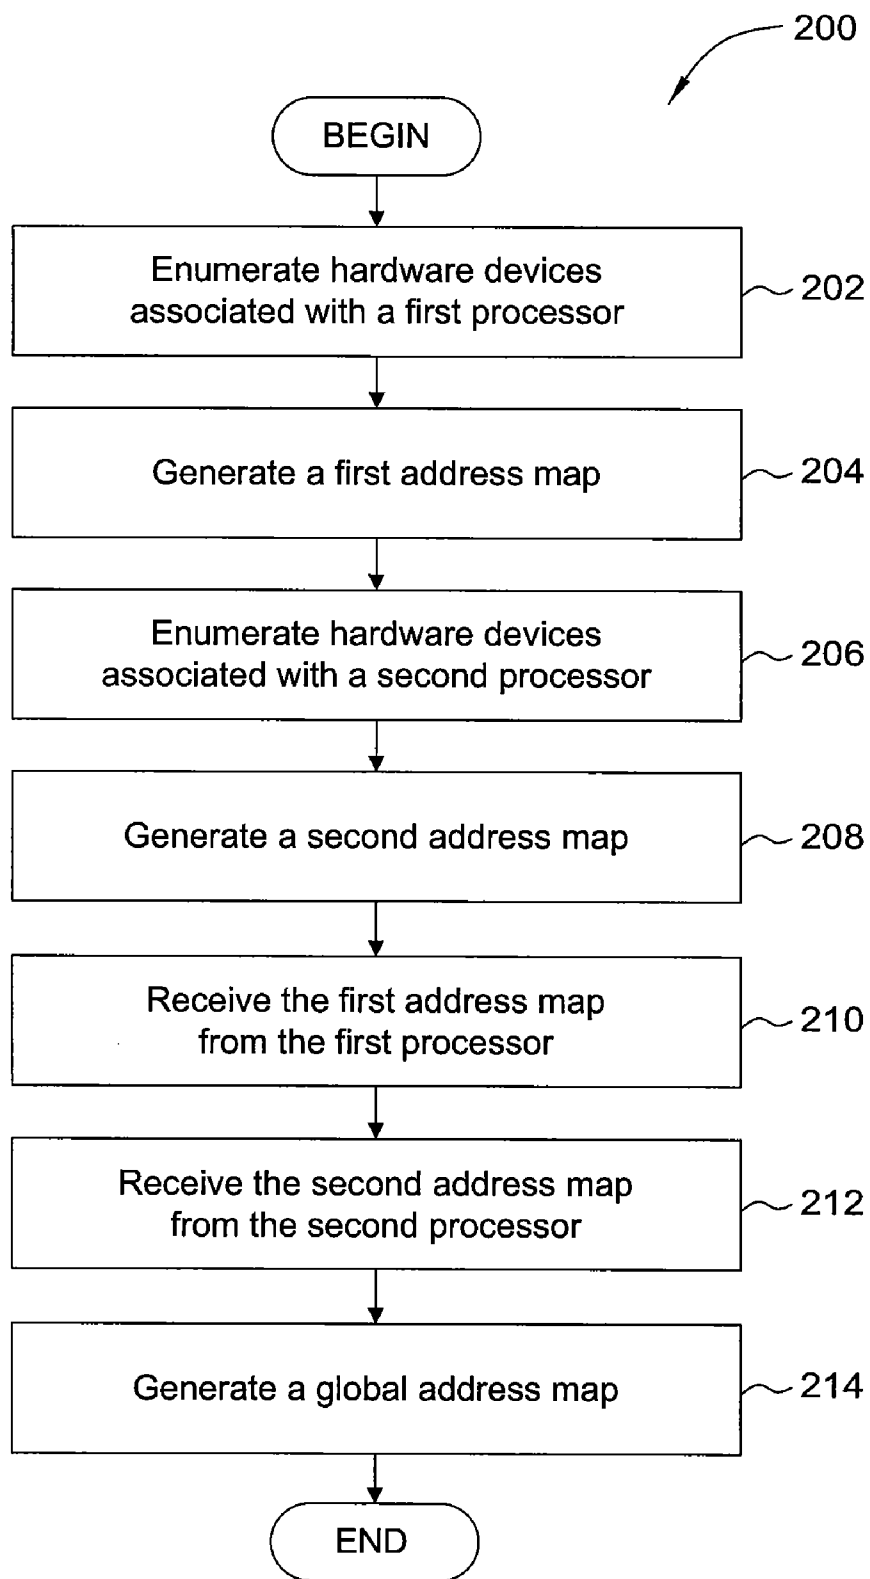 200
BEGIN
Enumerate hardware devices
associated with a first processor
202
Generate a first address map
204
Enumerate hardware devices
associated with a second processor
206
Generate a second address map
208
Receive the first address map
from the first processor
210
Receive the second address map
from the second processor
212
Generate a global address map
214
END